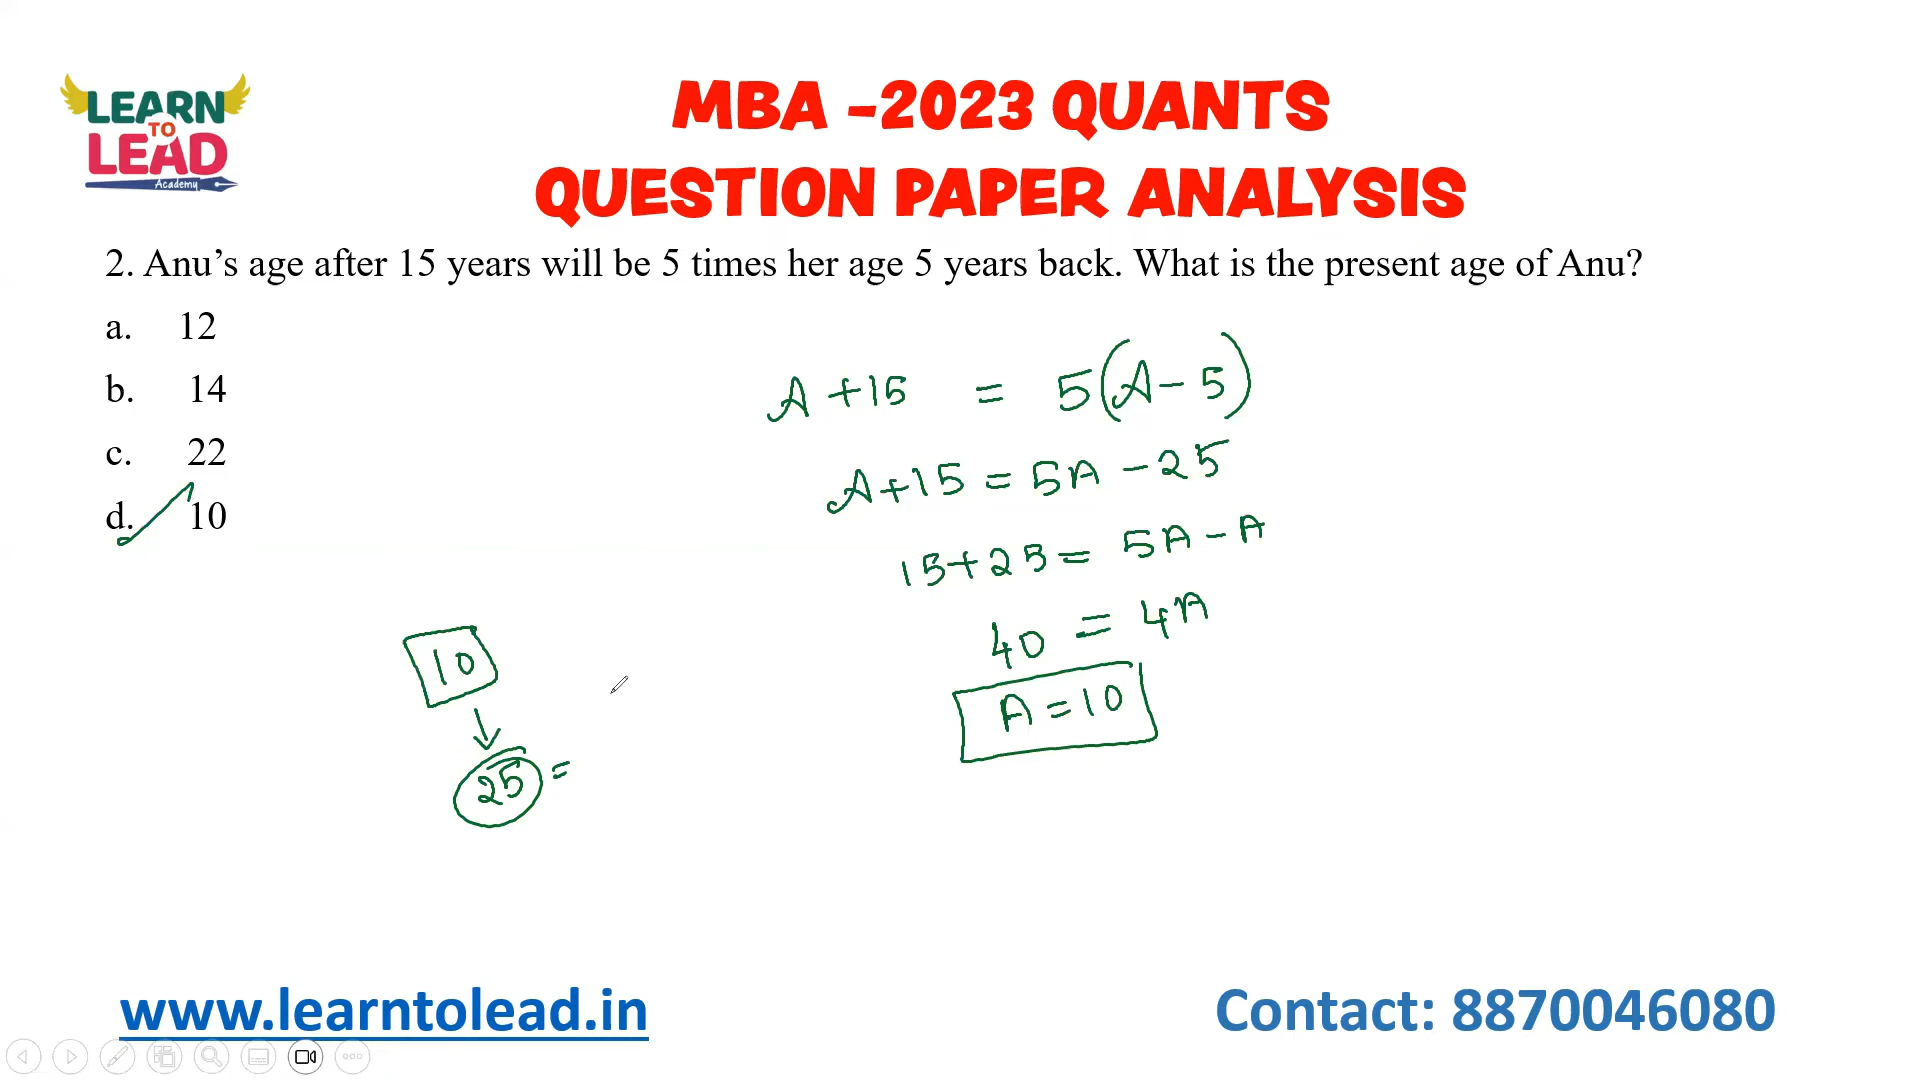 LEARN
TO
LEAD
Academy
MBA -2023 QUANTS
QUESTION PAPER ANALYSIS
2. Anu’s age after 15 years will be 5 times her age 5 years back. What is the present age of Anu?
a. 12
b. 14
c. 22
d. 10
A + 15 = 5(A - 5)
A+15 = 5A - 25
15+25 = 5A - A
40 = 4A
A = 10
10
25 =
www.learntolead.in
Contact: 8870046080